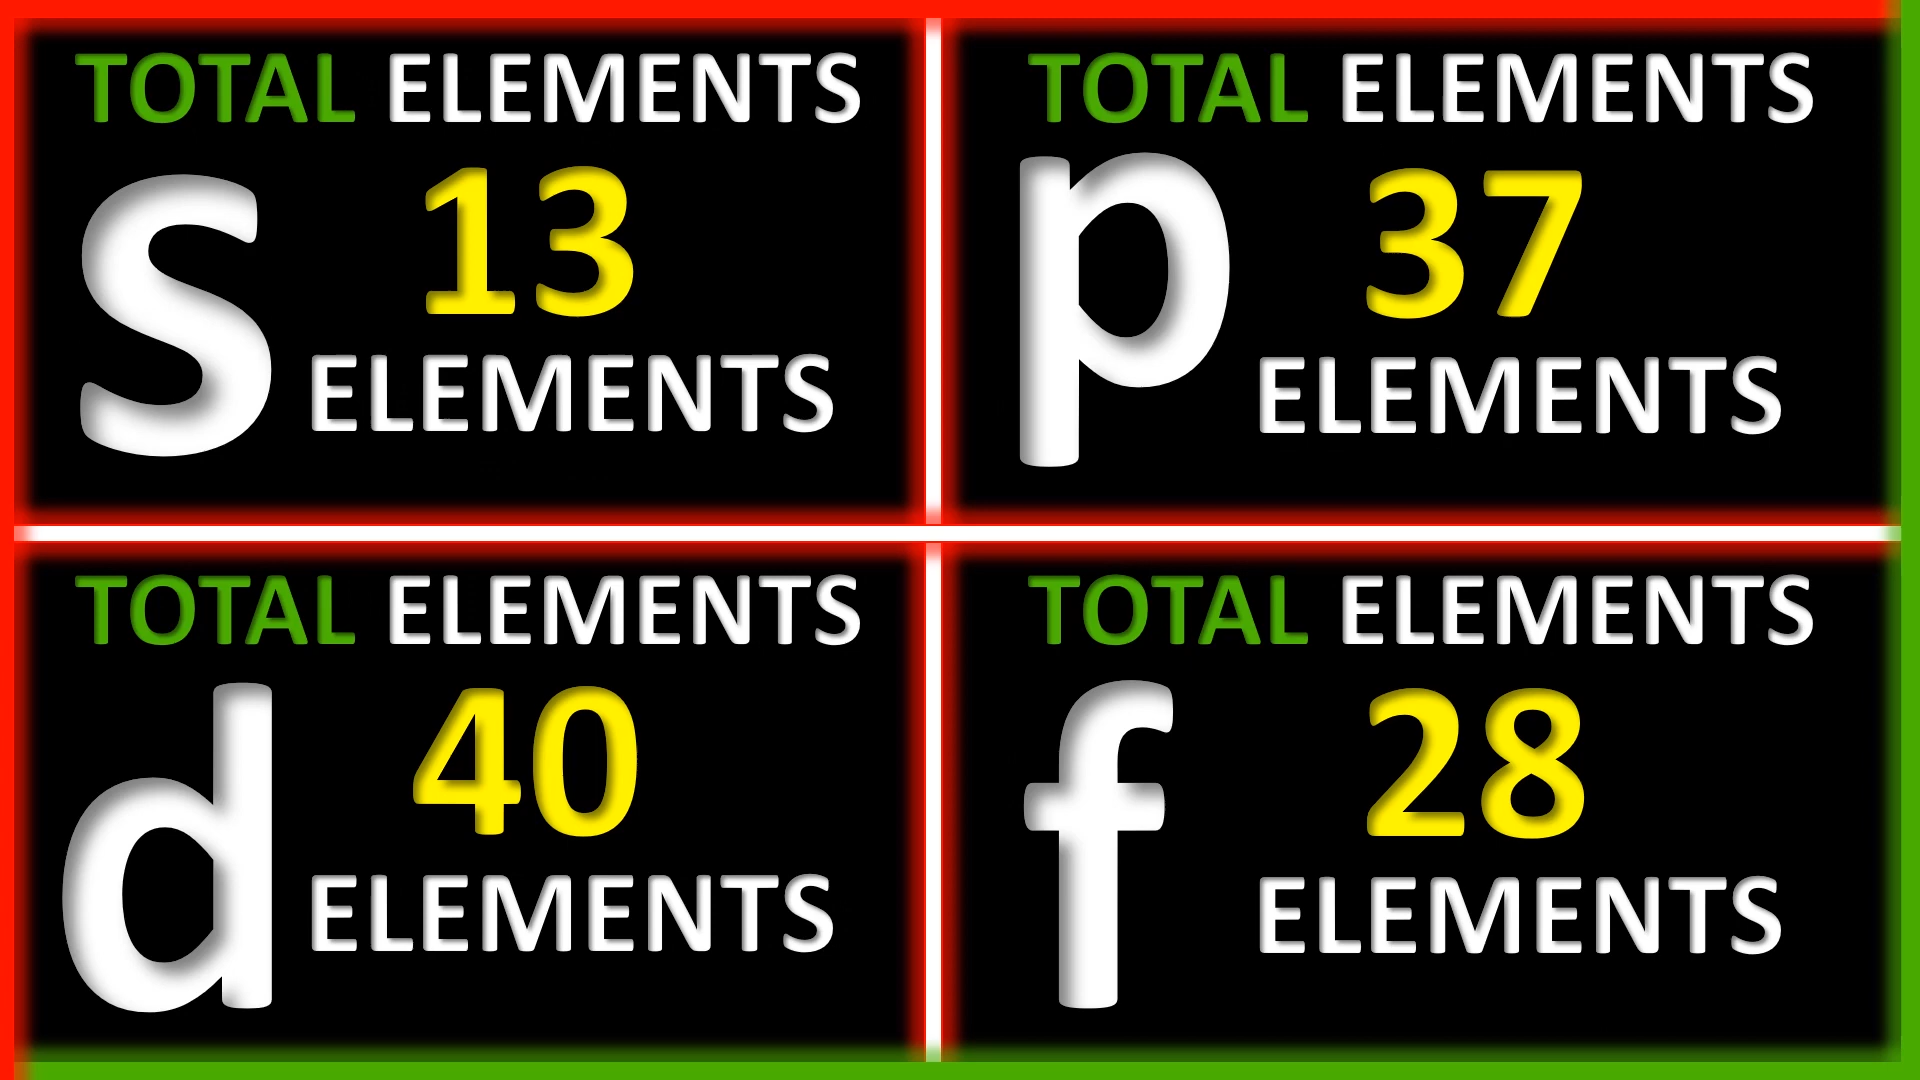 TOTAL ELEMENTS
s 13
ELEMENTS
TOTAL ELEMENTS
p 37
ELEMENTS
TOTAL ELEMENTS
d 40
ELEMENTS
TOTAL ELEMENTS
f 28
ELEMENTS